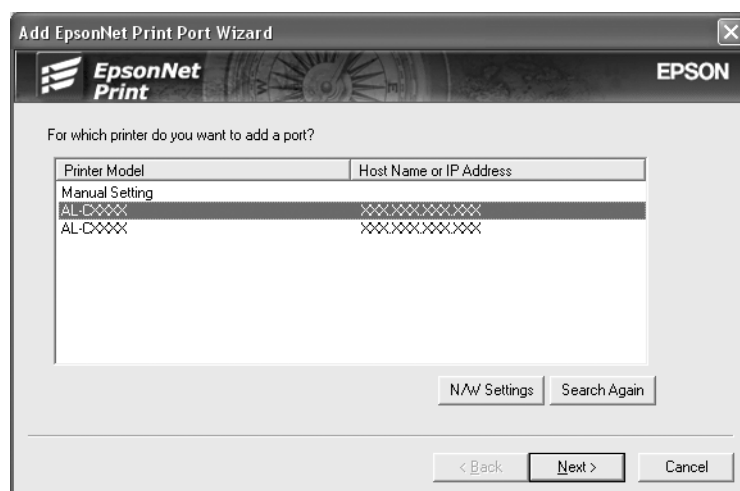 Add EpsonNet Print Port Wizard
EpsonNet
Print
EPSON
For which printer do you want to add a port?
Printer Model Host Name or IP Address
Manual Setting
AL-CXXXX XXX.XXX.XXX.XXX
AL-CXXXX XXX.XXX.XXX.XXX
N/W Settings Search Again
< Back Next > Cancel